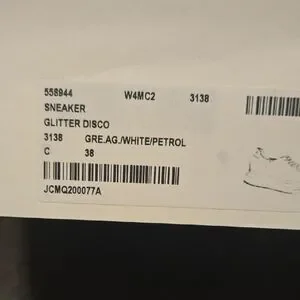 558944 W4MC2 3138
SNEAKER
GLITTER DISCO
3138 GRE.AG./WHITE/PETROL
C 38
JCMQ200077A